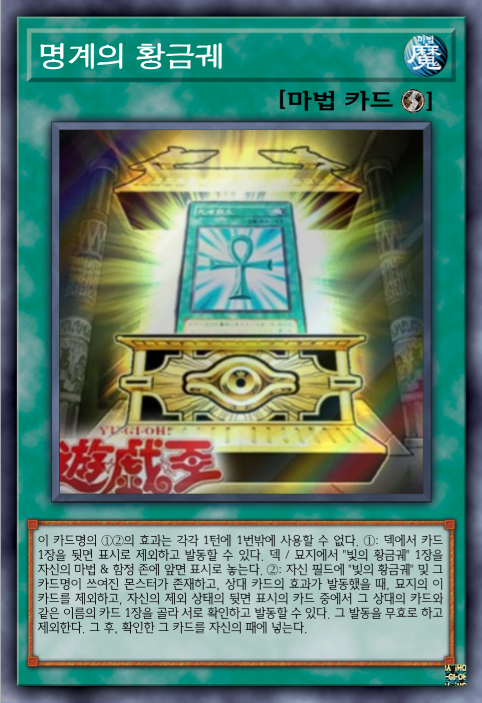 명계의 황금궤
마법
魔
[마법 카드]
YU-GI-OH!
遊戯王
이 카드명의 ①②의 효과는 각각 1턴에 1번밖에 사용할 수 없다. ①: 덱에서 카드
1장을 뒷면 표시로 제외하고 발동할 수 있다. 덱 / 묘지에서 "빛의 황금궤" 1장을
자신의 마법 & 함정 존에 앞면 표시로 놓는다. ②: 자신 필드에 "빛의 황금궤" 및 그
카드명이 쓰여진 몬스터가 존재하고, 상대 카드의 효과가 발동했을 때, 묘지의 이
카드를 제외하고, 자신의 제외 상태의 뒷면 표시의 카드 중에서 그 상대의 카드와
같은 이름의 카드 1장을 골라 서로 확인하고 발동할 수 있다. 그 발동을 무효로 하고
제외한다. 그 후, 확인한 그 카드를 자신의 패에 넣는다.